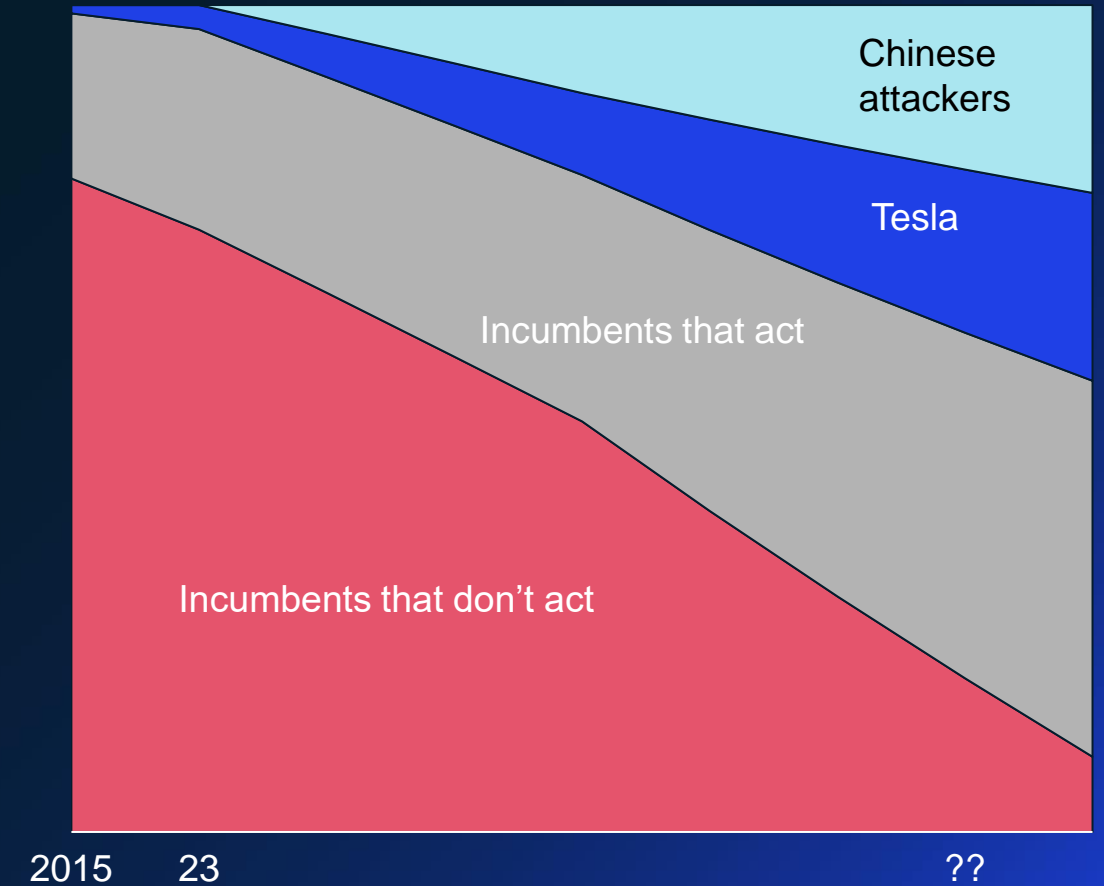 Chinese
attackers
Tesla
Incumbents that act
Incumbents that don’t act
2015 23 ??